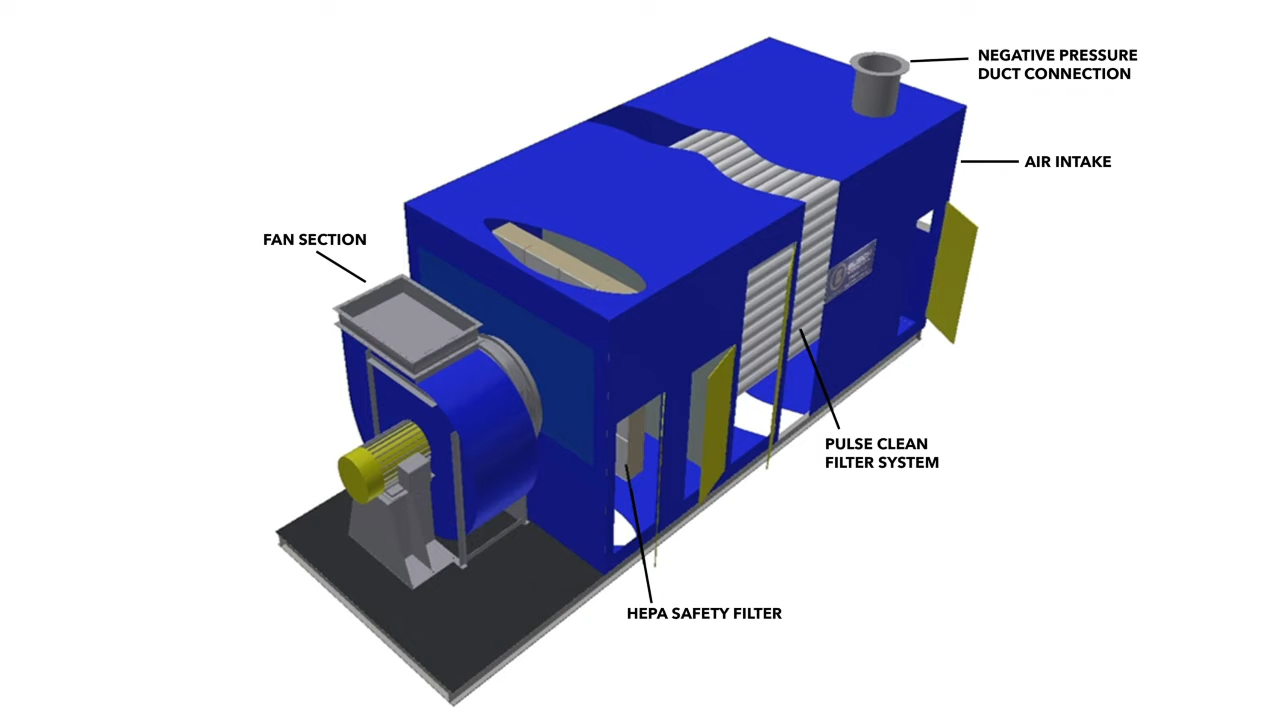 NEGATIVE PRESSURE
DUCT CONNECTION
AIR INTAKE
FAN SECTION
PULSE CLEAN
FILTER SYSTEM
HEPA SAFETY FILTER